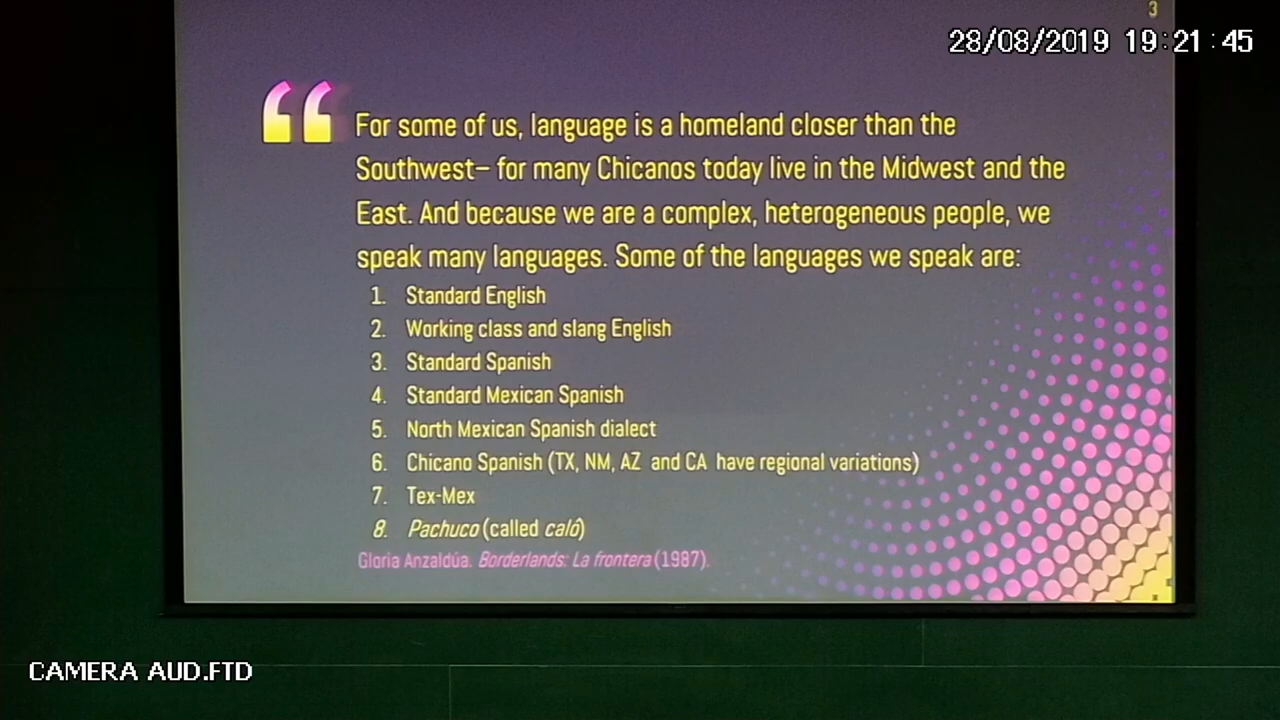 3
28/08/2019 19:21:45
For some of us, language is a homeland closer than the
Southwest– for many Chicanos today live in the Midwest and the
East. And because we are a complex, heterogeneous people, we
speak many languages. Some of the languages we speak are:
1. Standard English
2. Working class and slang English
3. Standard Spanish
4. Standard Mexican Spanish
5. North Mexican Spanish dialect
6. Chicano Spanish (TX, NM, AZ and CA have regional variations)
7. Tex-Mex
8. Pachuco (called caló)
Gloria Anzaldúa. Borderlands: La frontera (1987).
CAMERA AUD.FTD